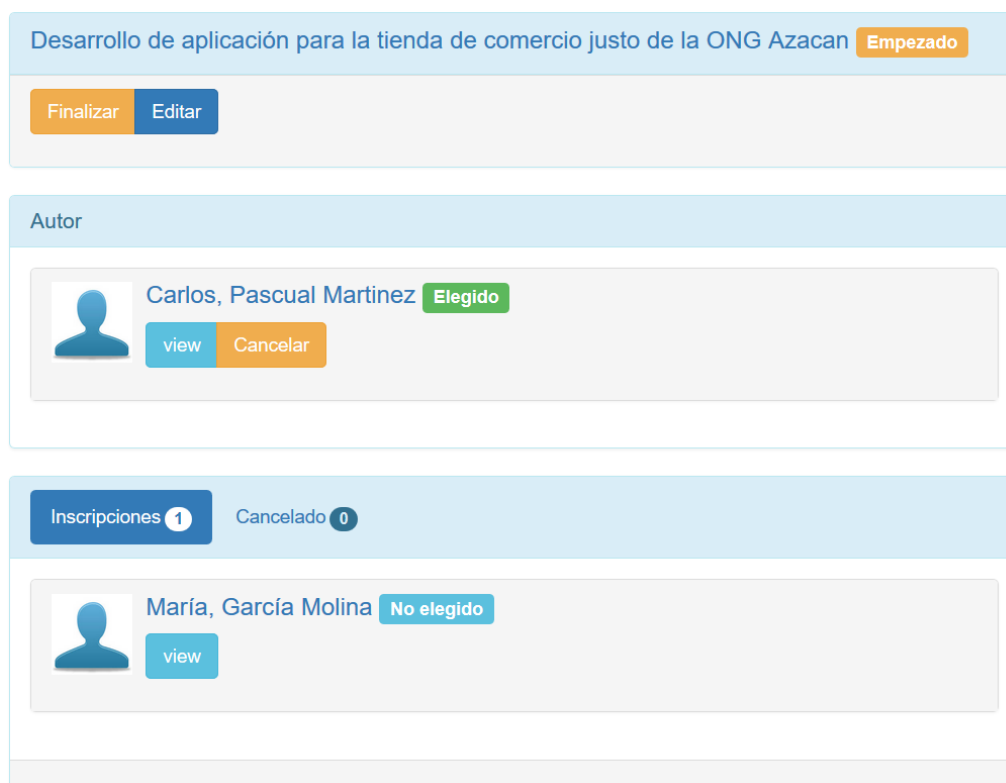 Desarrollo de aplicación para la tienda de comercio justo de la ONG Azacan Empezado
Finalizar Editar
Autor
Carlos, Pascual Martinez Elegido
view Cancelar
Inscripciones 1 Cancelado 0
María, García Molina No elegido
view